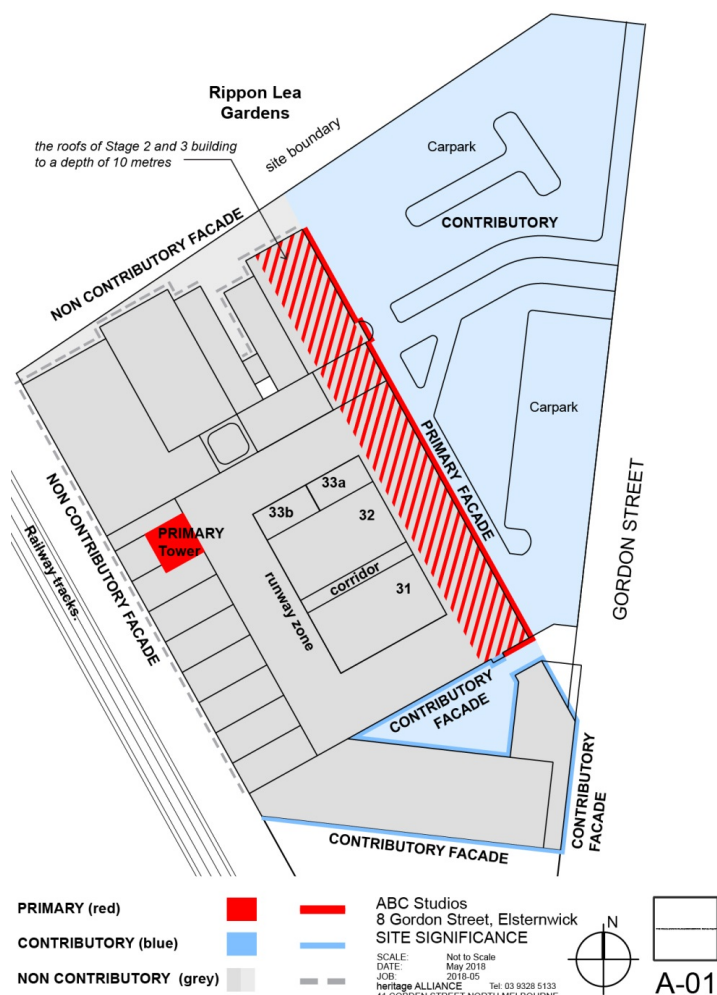 Rippon Lea
Gardens
the roofs of Stage 2 and 3 building
to a depth of 10 metres
site boundary
Carpark
CONTRIBUTORY
NON CONTRIBUTORY FACADE
Carpark
PRIMARY FACADE
GORDON STREET
33a
33b
32
corridor
31
runway zone
PRIMARY
Tower
NON CONTRIBUTORY FACADE
Railway tracks.
CONTRIBUTORY
FACADE
CONTRIBUTORY
FACADE
CONTRIBUTORY FACADE
PRIMARY (red)
CONTRIBUTORY (blue)
NON CONTRIBUTORY (grey)
ABC Studios
8 Gordon Street, Elsternwick
SITE SIGNIFICANCE
SCALE: Not to Scale
DATE: May 2018
JOB: 2018-05
heritage ALLIANCE Tel: 03 9328 5133
N
A-01